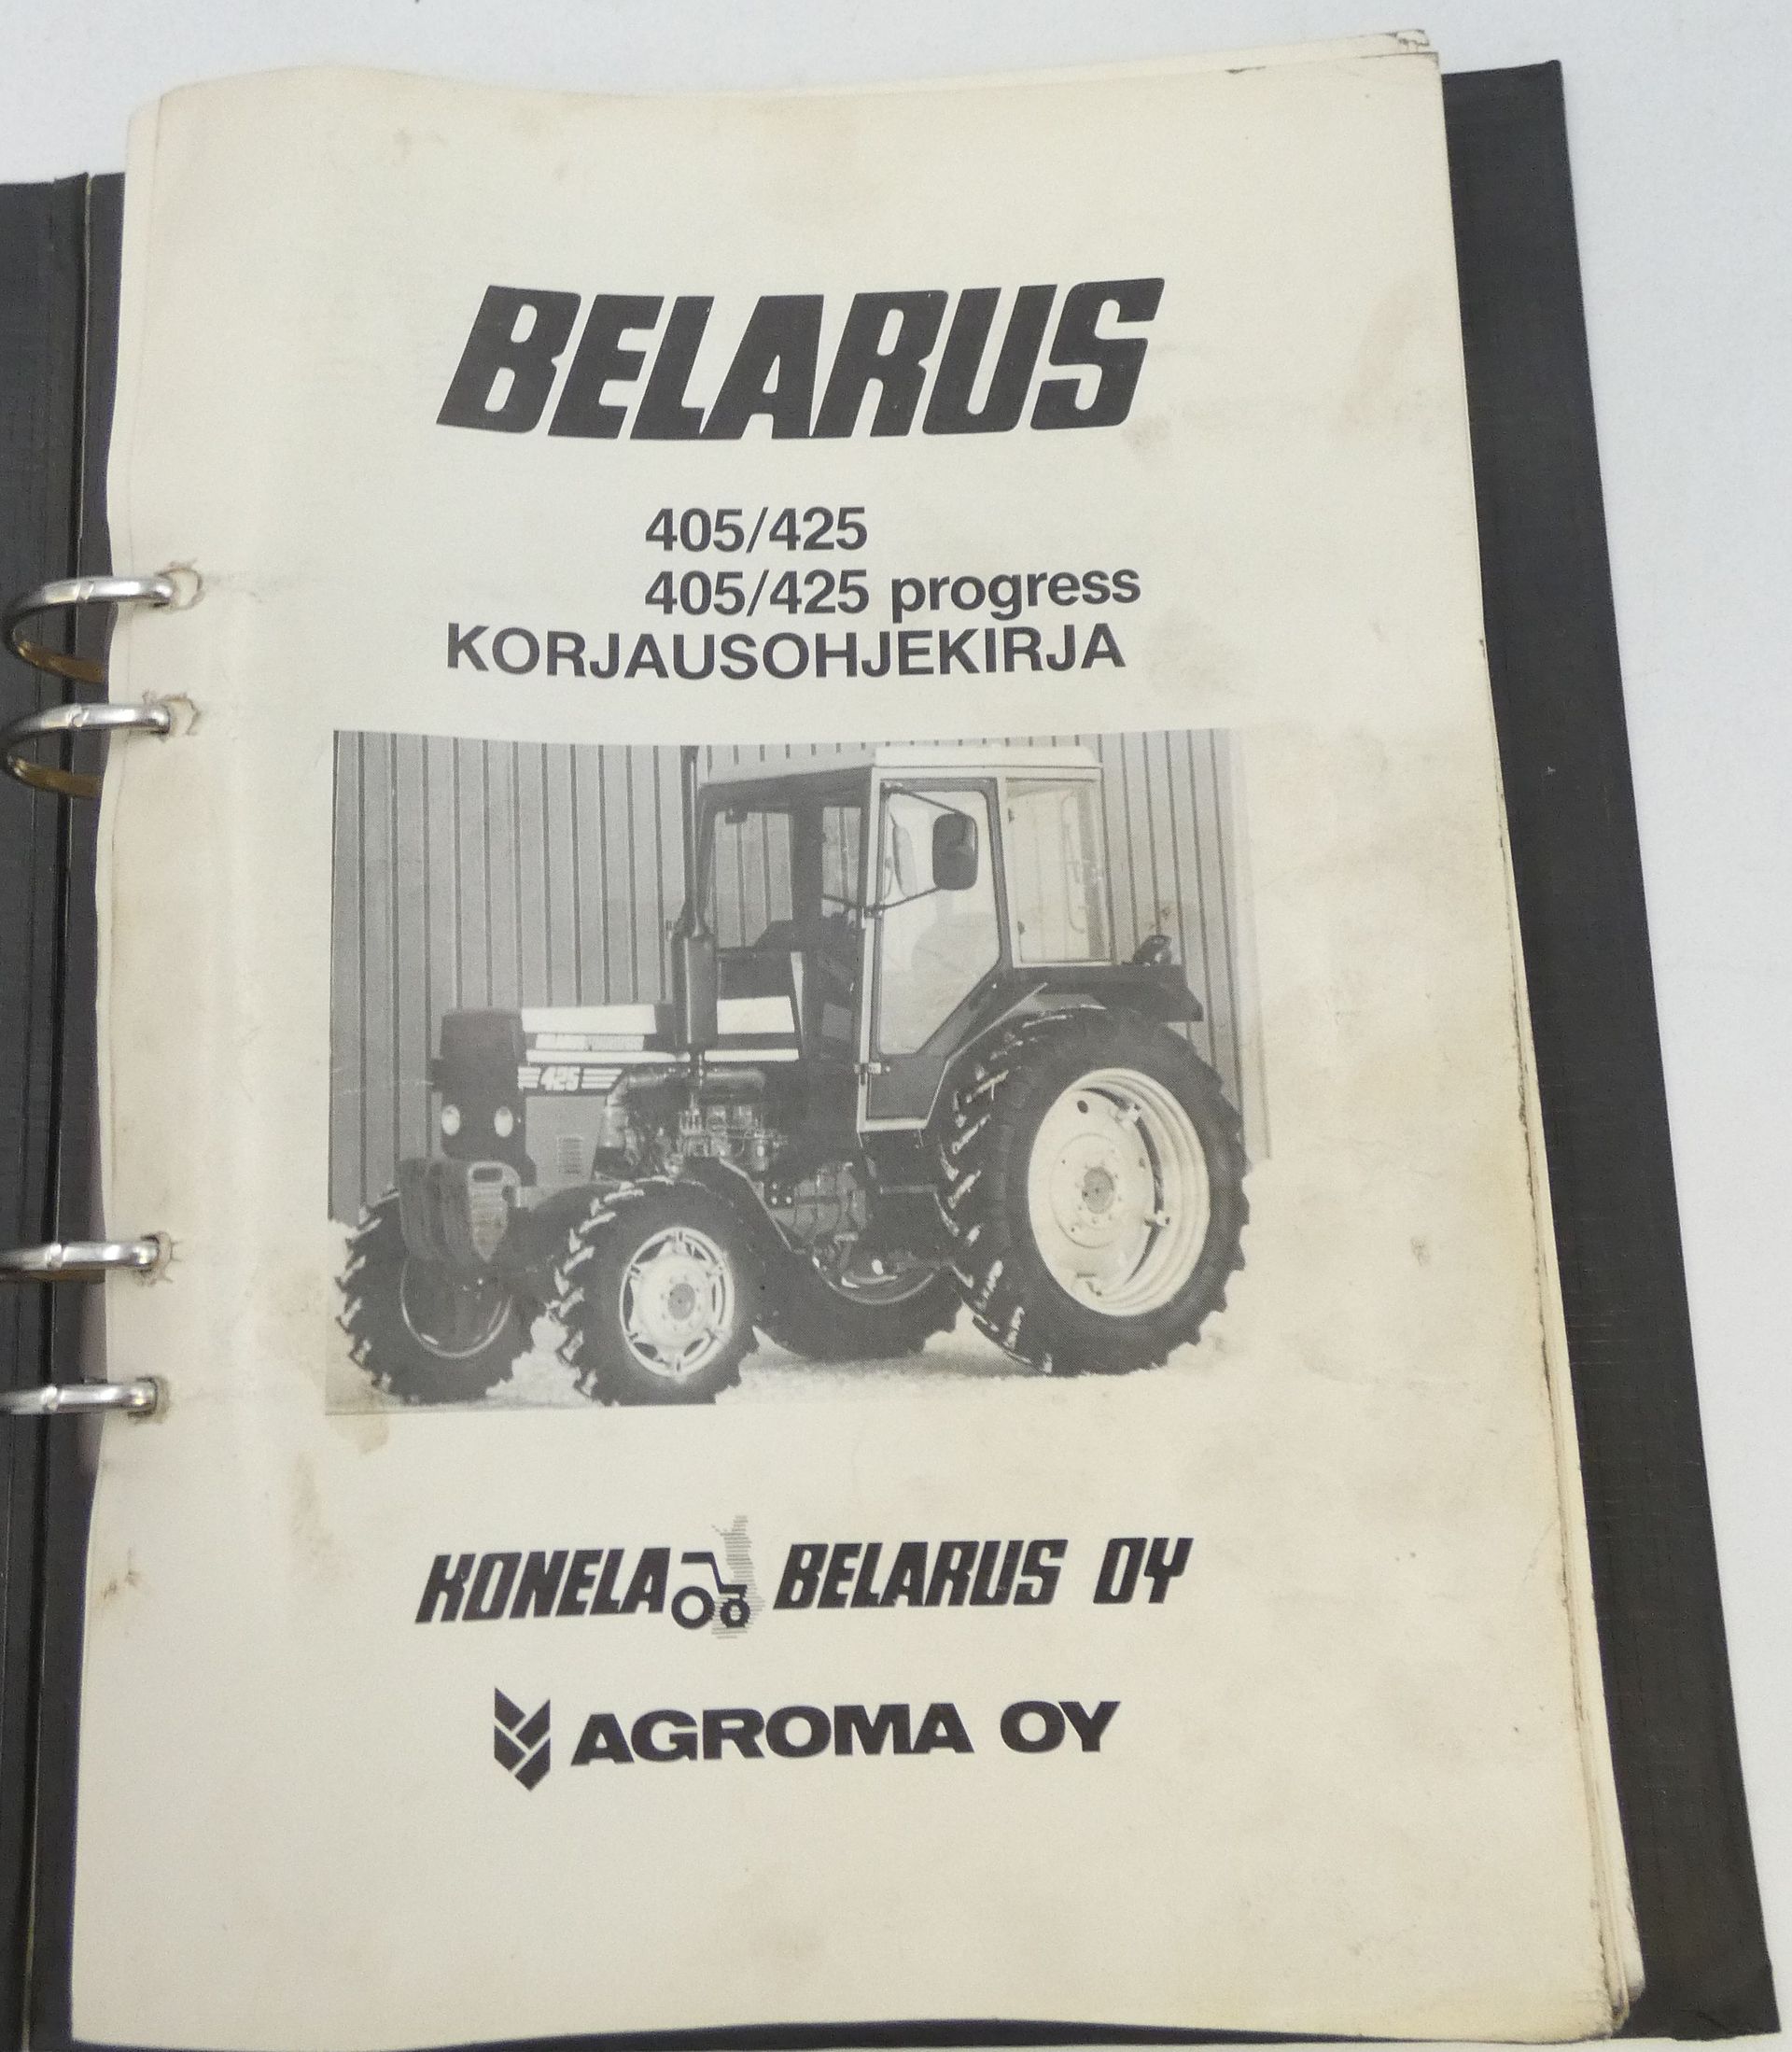 BELARUS
405/425
405/425 progress
KORJAUSOHJEKIRJA
425
KONELA BELARUS OY
AGROMA OY